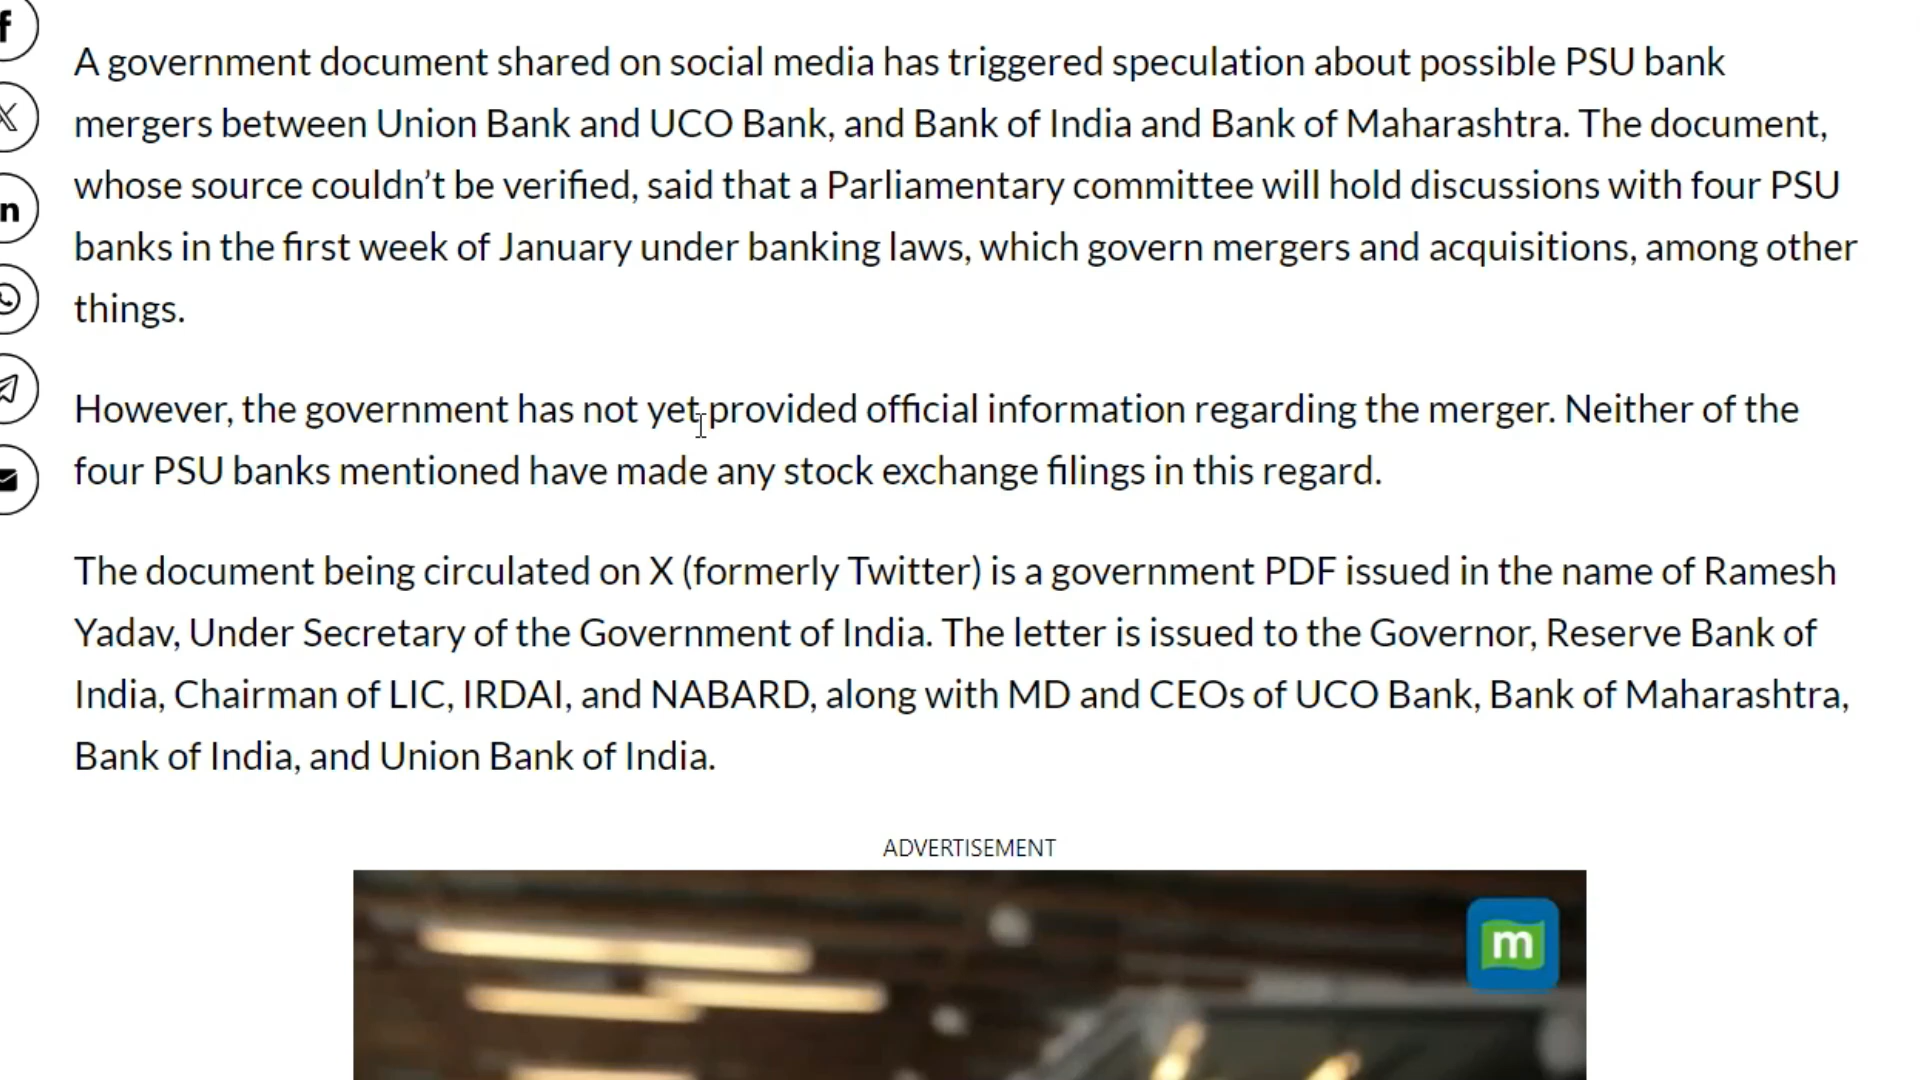 A government document shared on social media has triggered speculation about possible PSU bank
mergers between Union Bank and UCO Bank, and Bank of India and Bank of Maharashtra. The document,
whose source couldn’t be verified, said that a Parliamentary committee will hold discussions with four PSU
banks in the first week of January under banking laws, which govern mergers and acquisitions, among other
things.
However, the government has not yet provided official information regarding the merger. Neither of the
four PSU banks mentioned have made any stock exchange filings in this regard.
The document being circulated on X (formerly Twitter) is a government PDF issued in the name of Ramesh
Yadav, Under Secretary of the Government of India. The letter is issued to the Governor, Reserve Bank of
India, Chairman of LIC, IRDAI, and NABARD, along with MD and CEOs of UCO Bank, Bank of Maharashtra,
Bank of India, and Union Bank of India.
ADVERTISEMENT
m